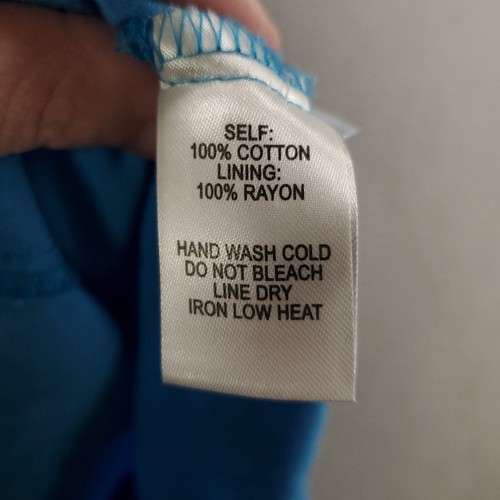 SELF:
100% COTTON
LINING:
100% RAYON
HAND WASH COLD
DO NOT BLEACH
LINE DRY
IRON LOW HEAT